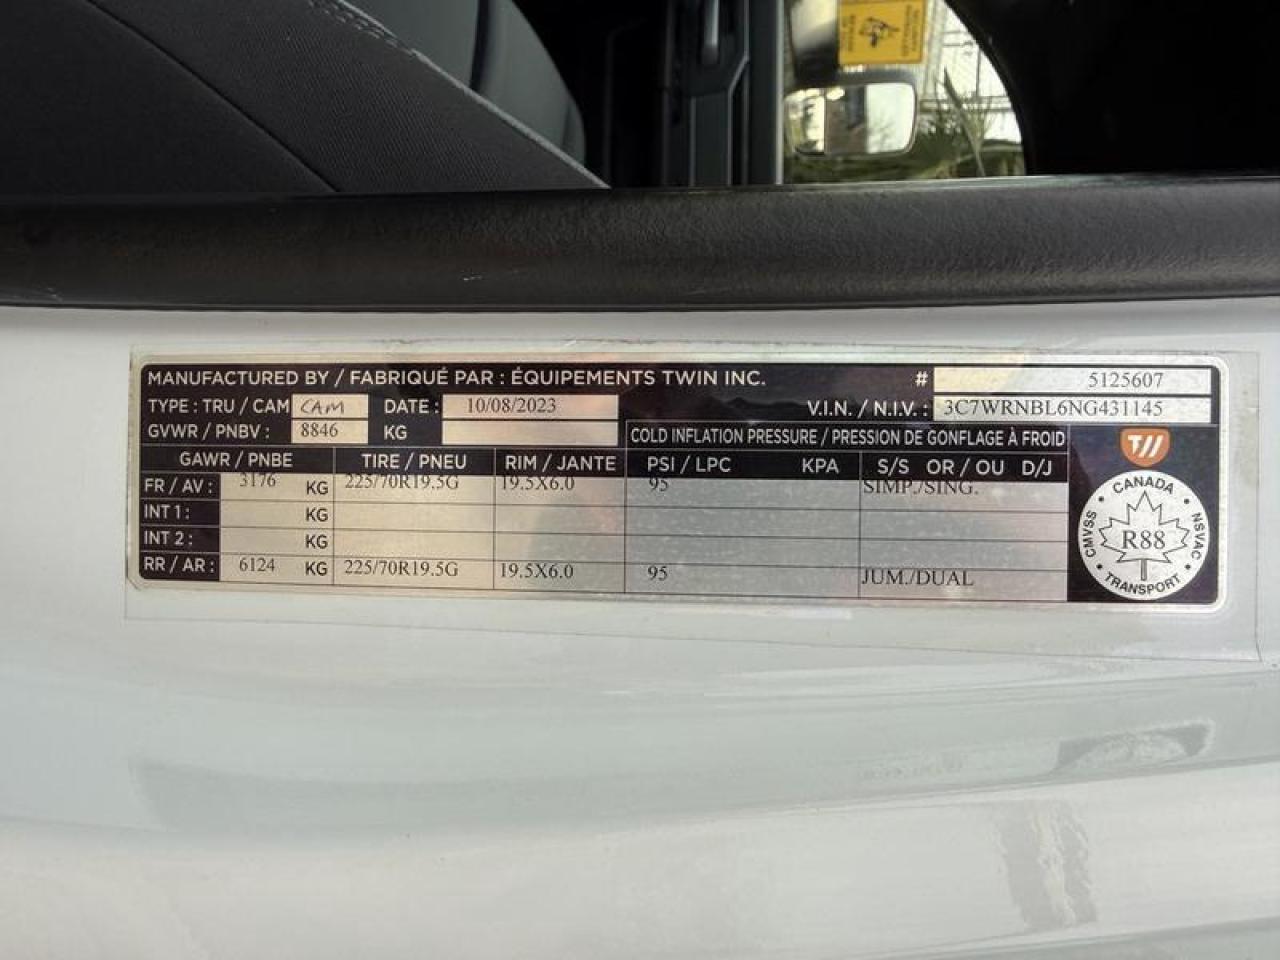 MANUFACTURED BY / FABRIQUÉ PAR : ÉQUIPEMENTS TWIN INC. # 5125607
TYPE : TRU / CAM CAM DATE : 10/08/2023 V.I.N. / N.I.V. : 3C7WRNBL6NG431145
GVWR / PNBV : 8846 KG
COLD INFLATION PRESSURE / PRESSION DE GONFLAGE À FROID
GAWR / PNBE TIRE / PNEU RIM / JANTE PSI / LPC KPA S/S OR / OU D/J
FR / AV : 3176 KG 225/70R19.5G 19.5X6.0 95 SIMP./SING.
INT 1 : KG
INT 2 : KG
RR / AR : 6124 KG 225/70R19.5G 19.5X6.0 95 JUM./DUAL
CANADA
CMVSS R88 NSVAC
TRANSPORT